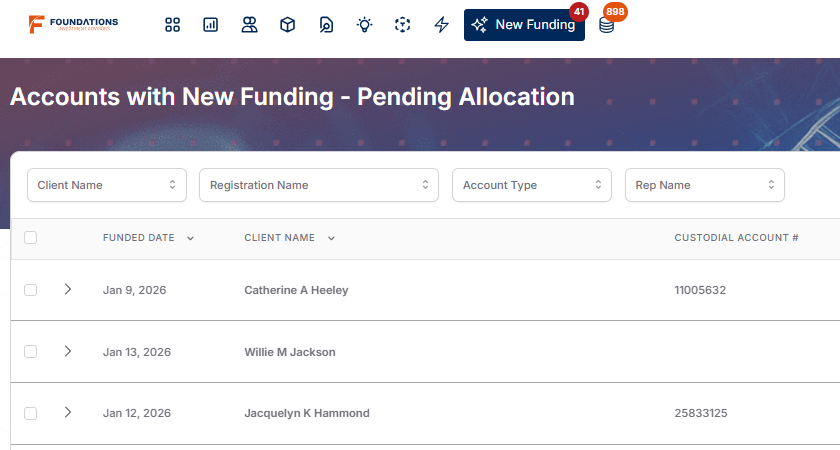 FOUNDATIONS
INVESTMENT ADVISORS
New Funding
41
898
Accounts with New Funding - Pending Allocation
Client Name
Registration Name
Account Type
Rep Name
FUNDED DATE
CLIENT NAME
CUSTODIAL ACCOUNT #
Jan 9, 2026 Catherine A Heeley 11005632
Jan 13, 2026 Willie M Jackson
Jan 12, 2026 Jacquelyn K Hammond 25833125